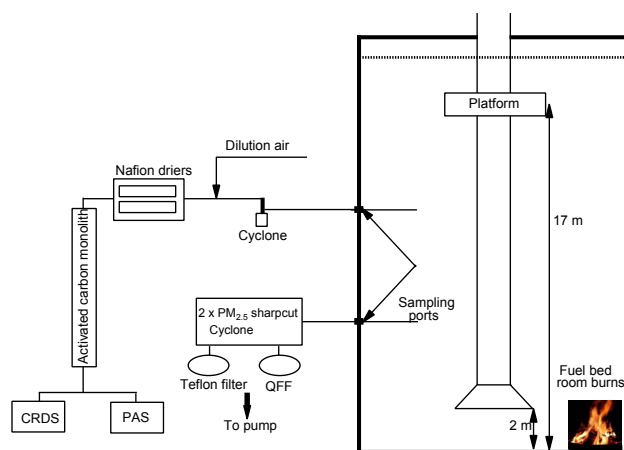 Platform
Dilution air
Nafion driers
17 m
Cyclone
Activated carbon monolith
Sampling
ports
2 x PM2.5 sharpcut
Cyclone
Teflon filter
QFF
To pump
CRDS
PAS
Fuel bed
room burns
2 m